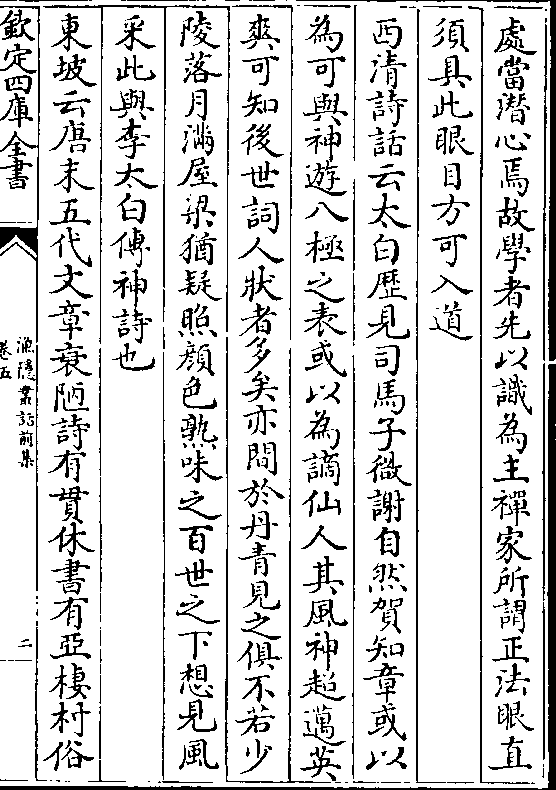 處當潛心焉故學者先以識為主禪家所謂正法眼直
須具此眼目方可入道
西清詩話云太白歴見司馬子微謝自然賀知章或以
為可與神遊八極之表或以為謫仙人其風神超邁英
爽可知後世詞人狀者多矣亦間於丹青見之俱不若少
陵落月滿屋梁猶疑照顔色熟味之百世之下想見風
采此與李太白傳神詩也
東坡云唐末五代文章衰陋詩有貫休書有亞棲村俗
欽定四庫全書
漁隱叢話前集
卷五
二